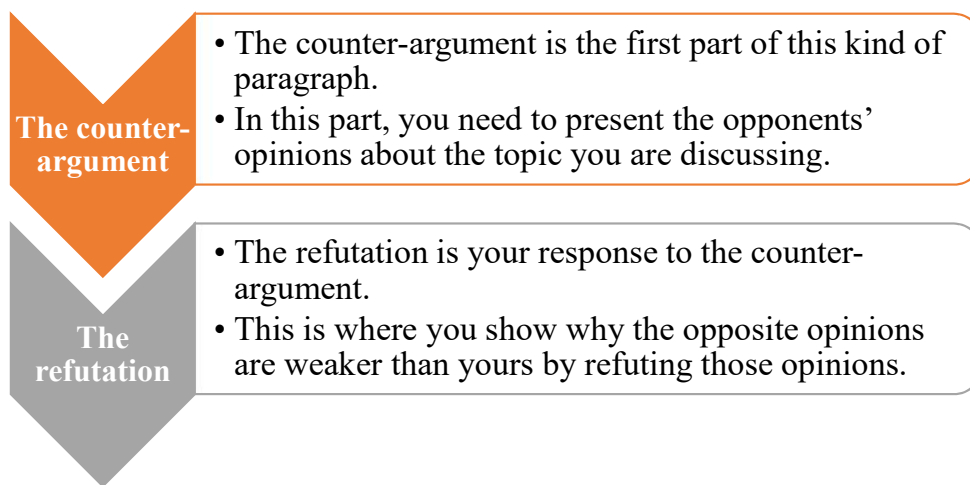 The counter-
argument
• The counter-argument is the first part of this kind of
paragraph.
• In this part, you need to present the opponents’
opinions about the topic you are discussing.
The
refutation
• The refutation is your response to the counter-
argument.
• This is where you show why the opposite opinions
are weaker than yours by refuting those opinions.